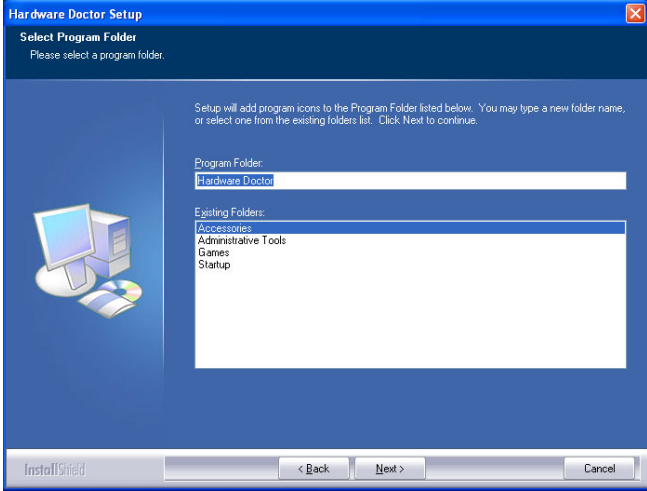 Hardware Doctor Setup
Select Program Folder
Please select a program folder.
Setup will add program icons to the Program Folder listed below.  You may type a new folder name,
or select one from the existing folders list.  Click Next to continue.
Program Folder:
Hardware Doctor
Existing Folders:
Accessories
Administrative Tools
Games
Startup
InstallShield
< Back
Next >
Cancel